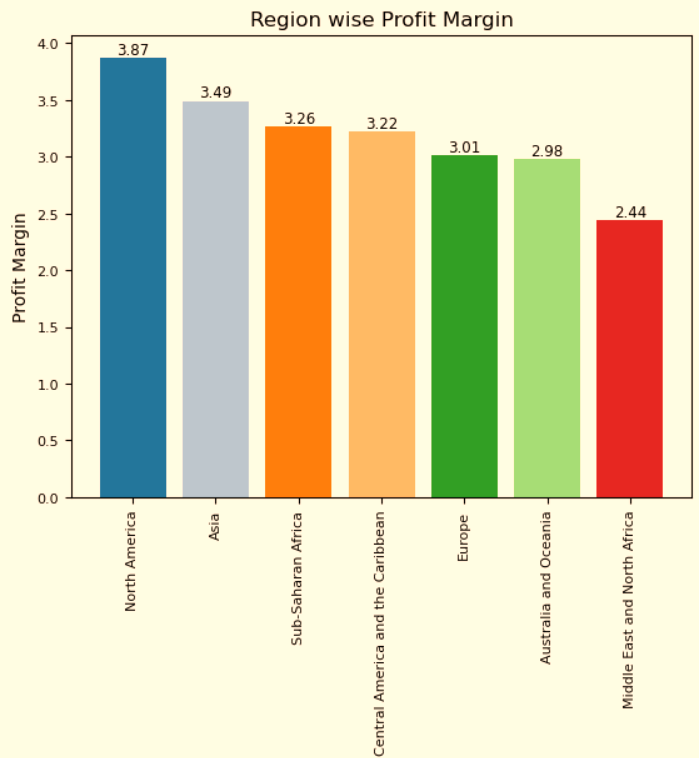 Region wise Profit Margin
Profit Margin
4.0
3.5
3.0
2.5
2.0
1.5
1.0
0.5
0.0
3.87
3.49
3.26
3.22
3.01
2.98
2.44
North America
Asia
Sub-Saharan Africa
Central America and the Caribbean
Europe
Australia and Oceania
Middle East and North Africa